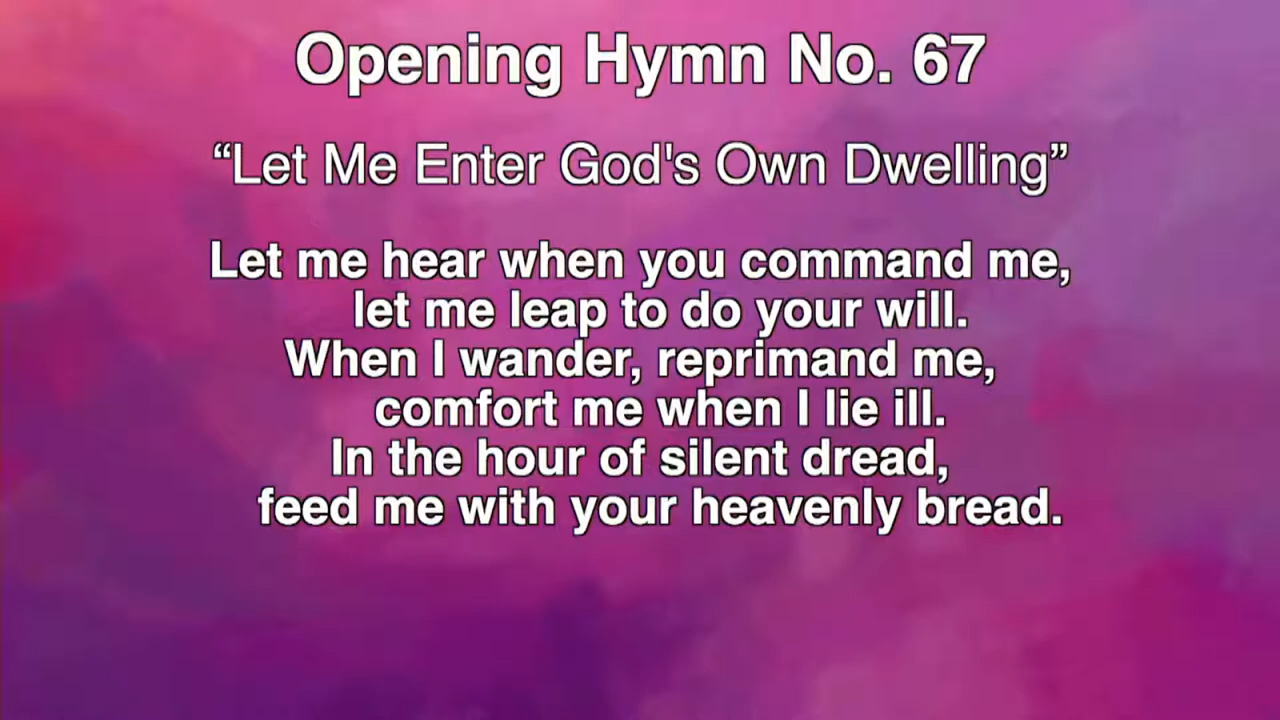 Opening Hymn No. 67
“Let Me Enter God's Own Dwelling”
Let me hear when you command me,
let me leap to do your will.
When I wander, reprimand me,
comfort me when I lie ill.
In the hour of silent dread,
feed me with your heavenly bread.